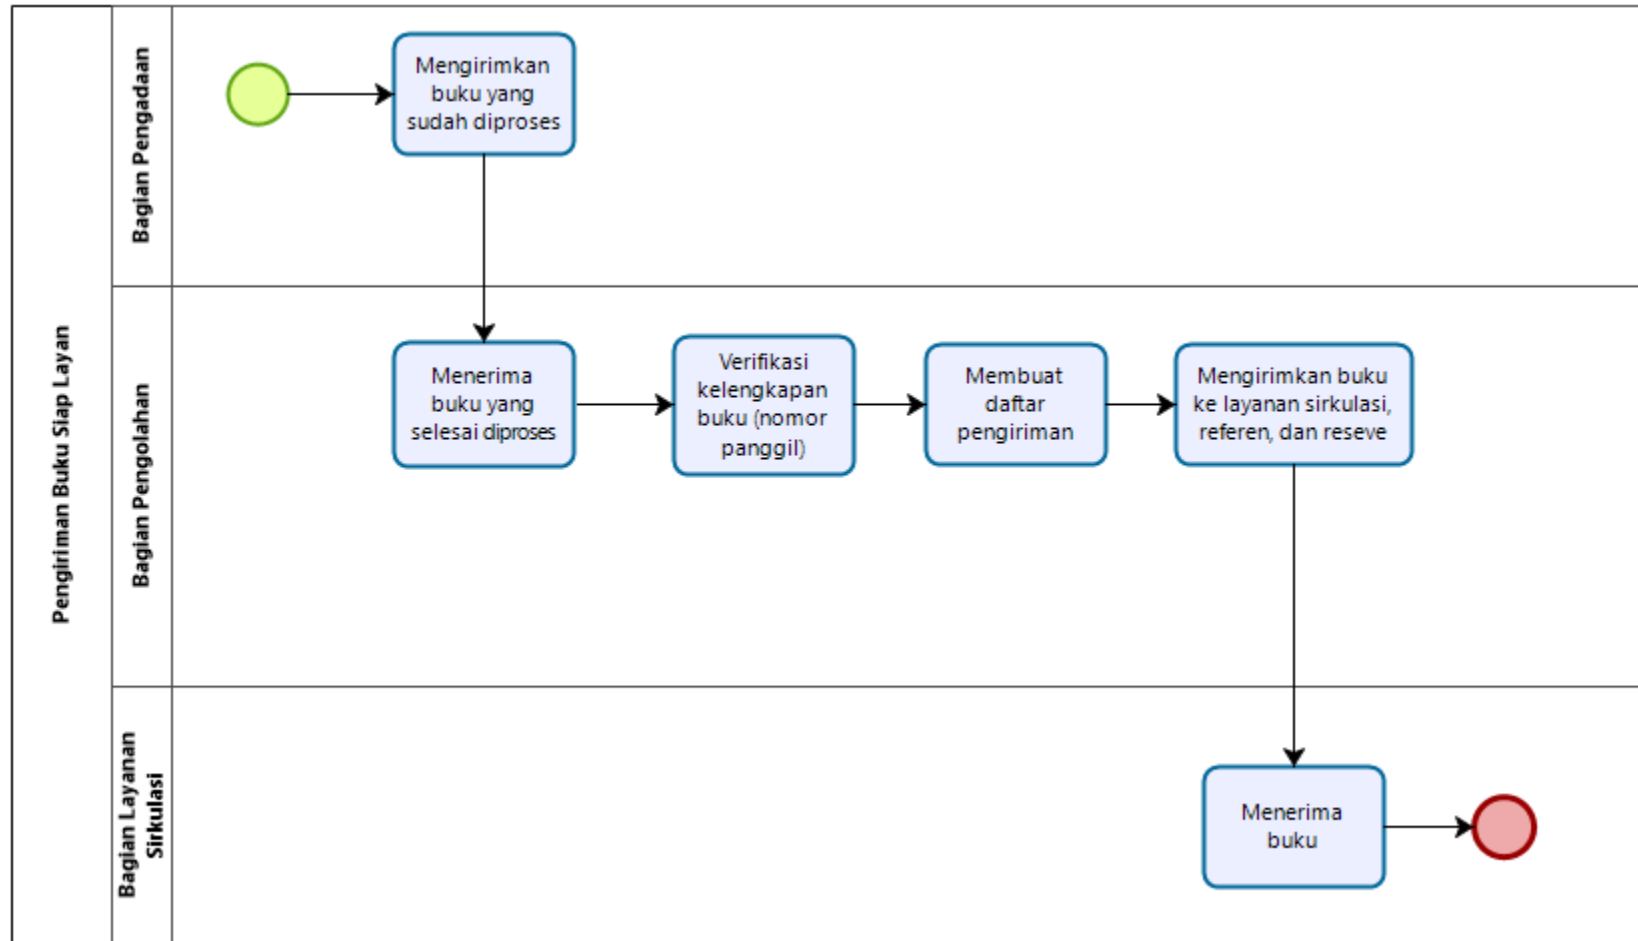 Pengiriman Buku Siap Layan
Bagian Pengadaan
Mengirimkan
buku yang
sudah diproses
Bagian Pengolahan
Menerima
buku yang
selesai diproses
Verifikasi
kelengkapan
buku (nomor
panggil)
Membuat
daftar
pengiriman
Mengirimkan buku
ke layanan sirkulasi,
referen, dan reseve
Bagian Layanan
Sirkulasi
Menerima
buku